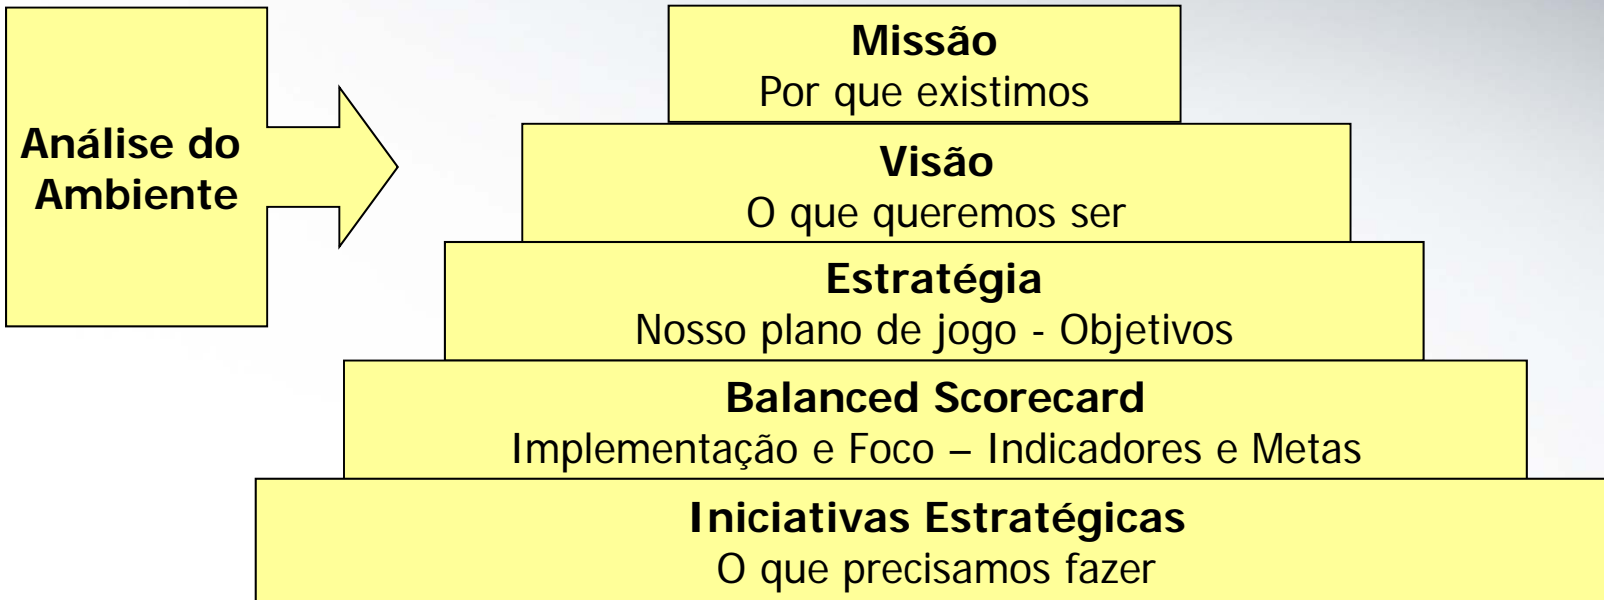 Análise do
Ambiente
Missão
Por que existimos
Visão
O que queremos ser
Estratégia
Nosso plano de jogo - Objetivos
Balanced Scorecard
Implementação e Foco – Indicadores e Metas
Iniciativas Estratégicas
O que precisamos fazer